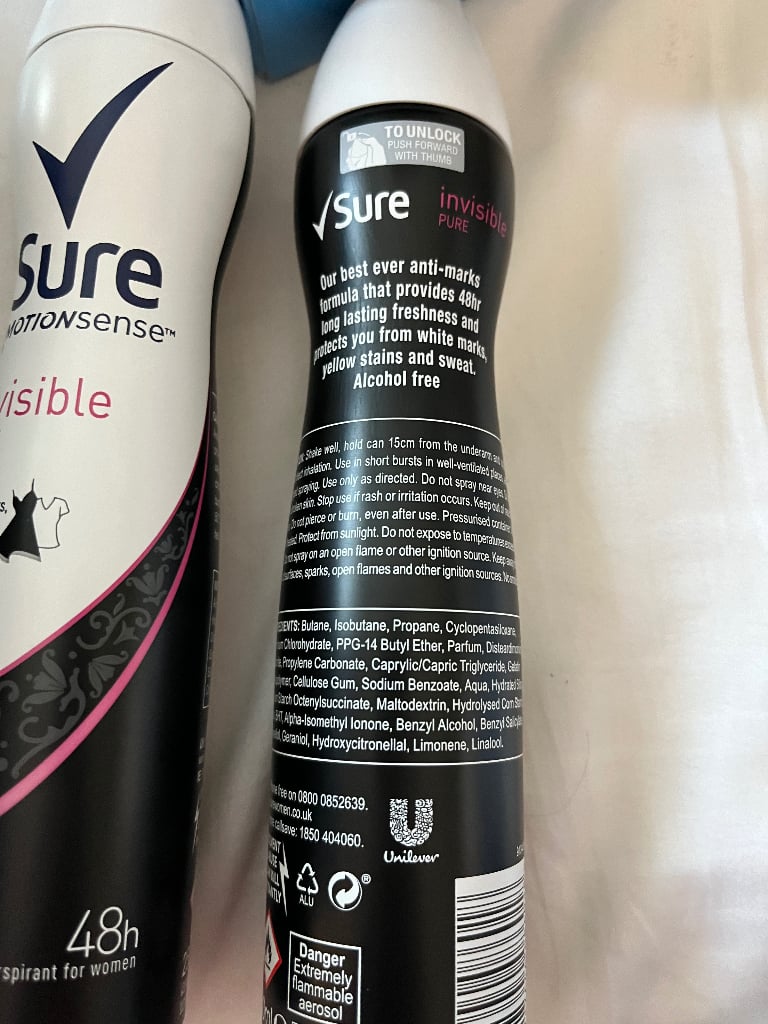 Sure
MOTIONsense™
visible
48h
spirant for women
TO UNLOCK
PUSH FORWARD
WITH THUMB
Sure
invisible
PURE
Our best ever anti-marks
formula that provides 48hr
long lasting freshness and
protects you from white marks,
yellow stains and sweat.
Alcohol free
Shake well, hold can 15cm from the underarm
inhalation. Use in short bursts in well-ventilated places,
spraying. Use only as directed. Do not spray near eyes.
skin. Stop use if rash or irritation occurs. Keep out of
Do not pierce or burn, even after use. Pressurised
Protect from sunlight. Do not expose to temperatures
not spray on an open flame or other ignition source. Keep
surfaces, sparks, open flames and other ignition sources. No
Butane, Isobutane, Propane, Cyclopentasiloxane,
Chlorohydrate, PPG-14 Butyl Ether, Parfum,
Propylene Carbonate, Caprylic/Capric Triglyceride,
Cellulose Gum, Sodium Benzoate, Aqua, Hydrated
Starch Octenylsuccinate, Maltodextrin, Hydrolysed Corn
Alpha-Isomethyl Ionone, Benzyl Alcohol, Benzyl
Geraniol, Hydroxycitronellal, Limonene, Linalool.
free on 0800 0852639.
women.co.uk
callsave: 1850 404060.
Unilever
ALU
Danger
Extremely
flammable
aerosol